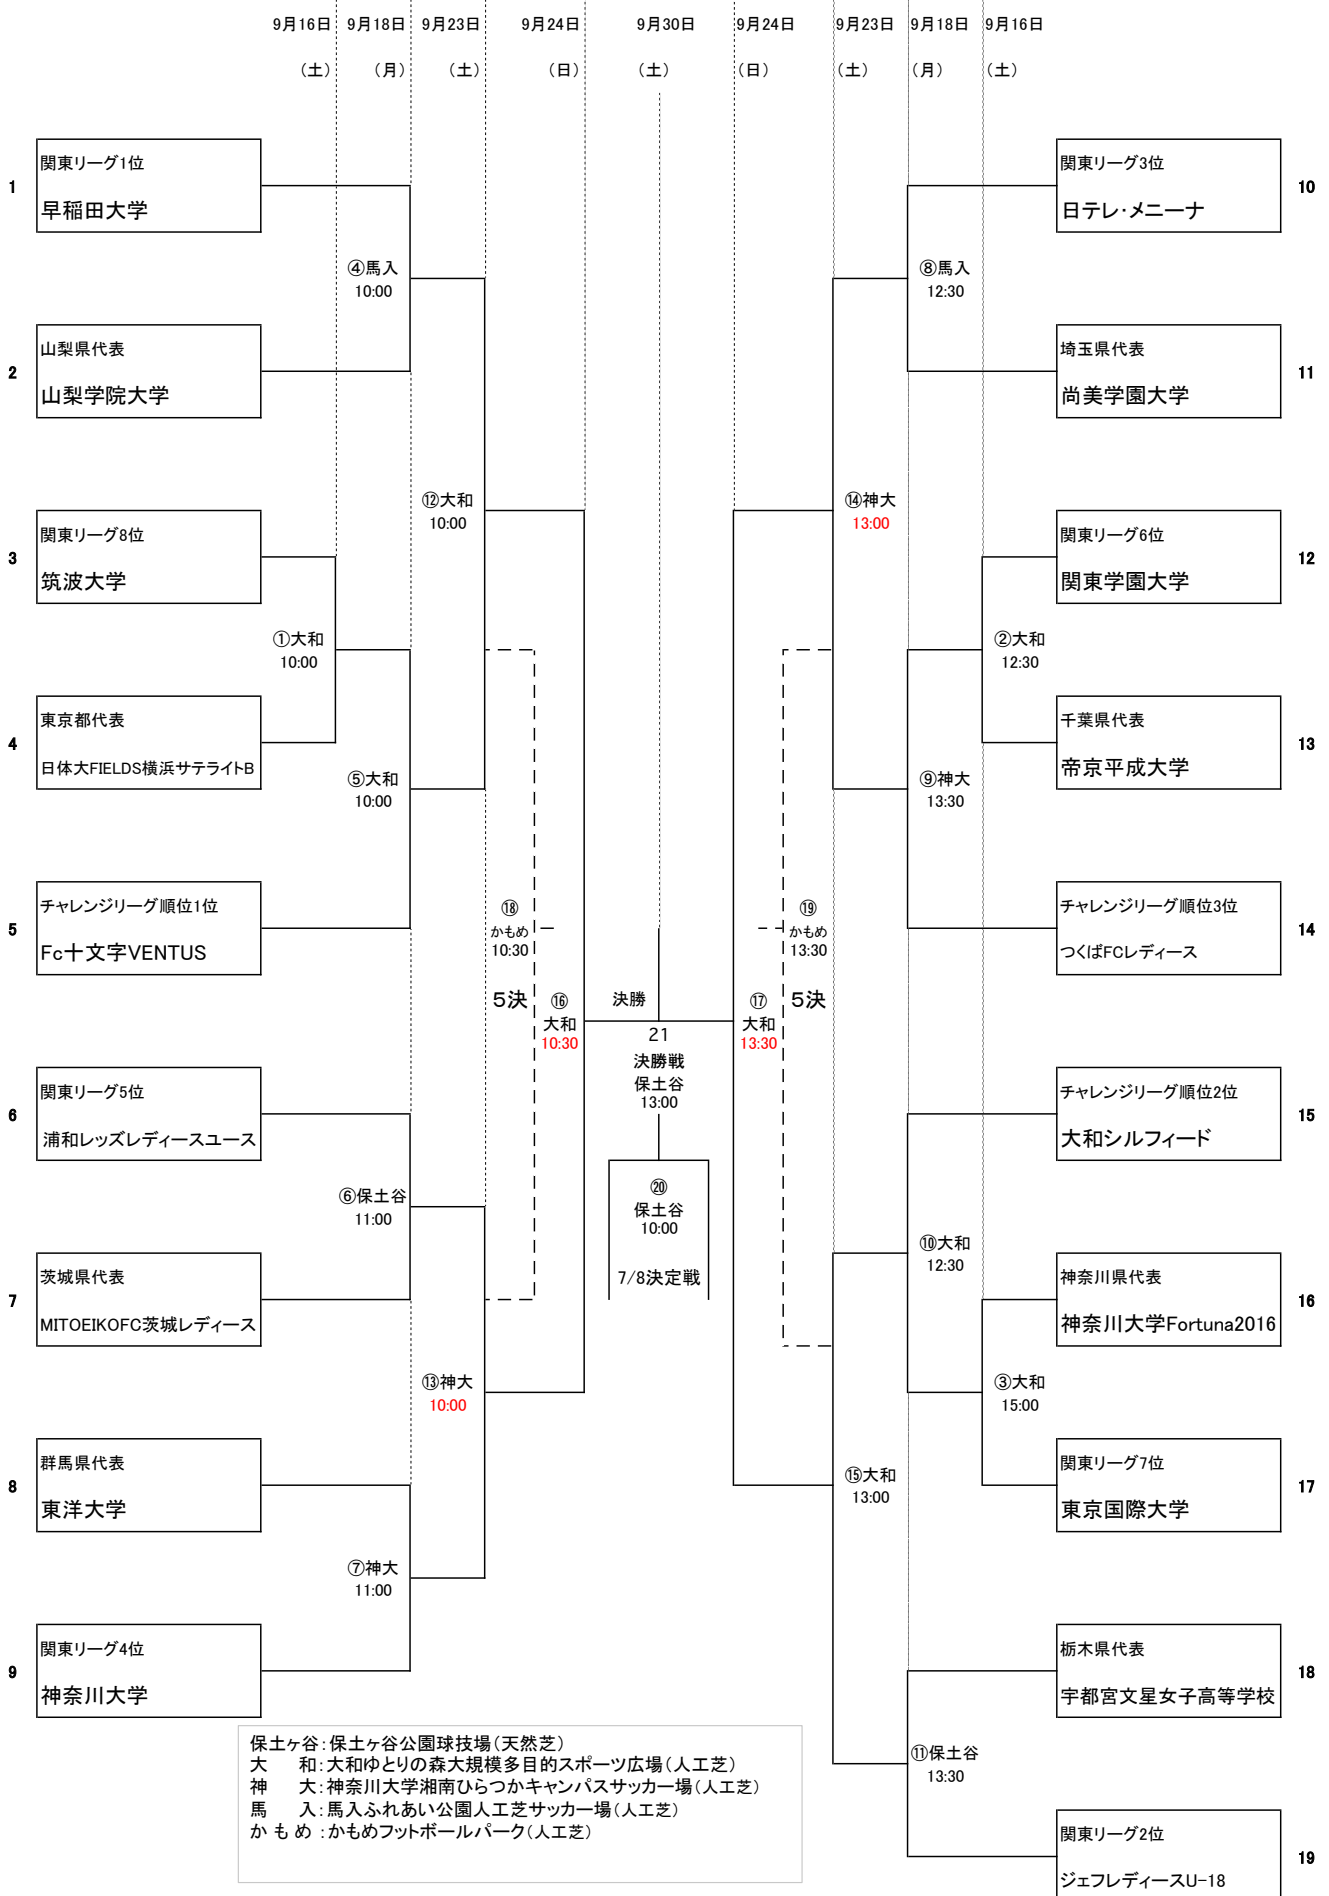 9月16日 9月18日 9月23日 9月24日 9月30日 9月24日 9月23日 9月18日 9月16日
（土） （月） （土） （日） （土） （日） （土） （月） （土）
1
関東リーグ1位
早稲田大学
④馬入
10:00
2
山梨県代表
山梨学院大学
⑫大和
10:00
3
関東リーグ8位
筑波大学
①大和
10:00
4
東京都代表
日体大FIELDS横浜サテライトB
⑤大和
10:00
5
チャレンジリーグ順位1位
Fc十文字VENTUS
⑱
かもめ
10:30
5決
⑯
大和
10:30
6
関東リーグ5位
浦和レッズレディースユース
⑥保土谷
11:00
7
茨城県代表
MITOEIKOFC茨城レディース
⑬神大
10:00
8
群馬県代表
東洋大学
⑦神大
11:00
9
関東リーグ4位
神奈川大学
決勝
21
決勝戦
保土谷
13:00
⑳
保土谷
10:00
7/8決定戦
関東リーグ3位
10
日テレ・メニーナ
⑧馬入
12:30
埼玉県代表
11
尚美学園大学
⑭神大
13:00
関東リーグ6位
12
関東学園大学
②大和
12:30
千葉県代表
13
帝京平成大学
⑨神大
13:30
チャレンジリーグ順位3位
14
つくばFCレディース
⑲
かもめ
13:30
5決
⑰
大和
13:30
チャレンジリーグ順位2位
15
大和シルフィード
⑩大和
12:30
神奈川県代表
16
神奈川大学Fortuna2016
③大和
15:00
関東リーグ7位
17
東京国際大学
⑮大和
13:00
栃木県代表
18
宇都宮文星女子高等学校
⑪保土谷
13:30
関東リーグ2位
19
ジェフレディースU-18
保土ヶ谷：保土ヶ谷公園球技場（天然芝）
大　　和：大和ゆとりの森大規模多目的スポーツ広場（人工芝）
神　　大：神奈川大学湘南ひらつかキャンパスサッカー場（人工芝）
馬　　入：馬入ふれあい公園人工芝サッカー場（人工芝）
か も め ：かもめフットボールパーク（人工芝）